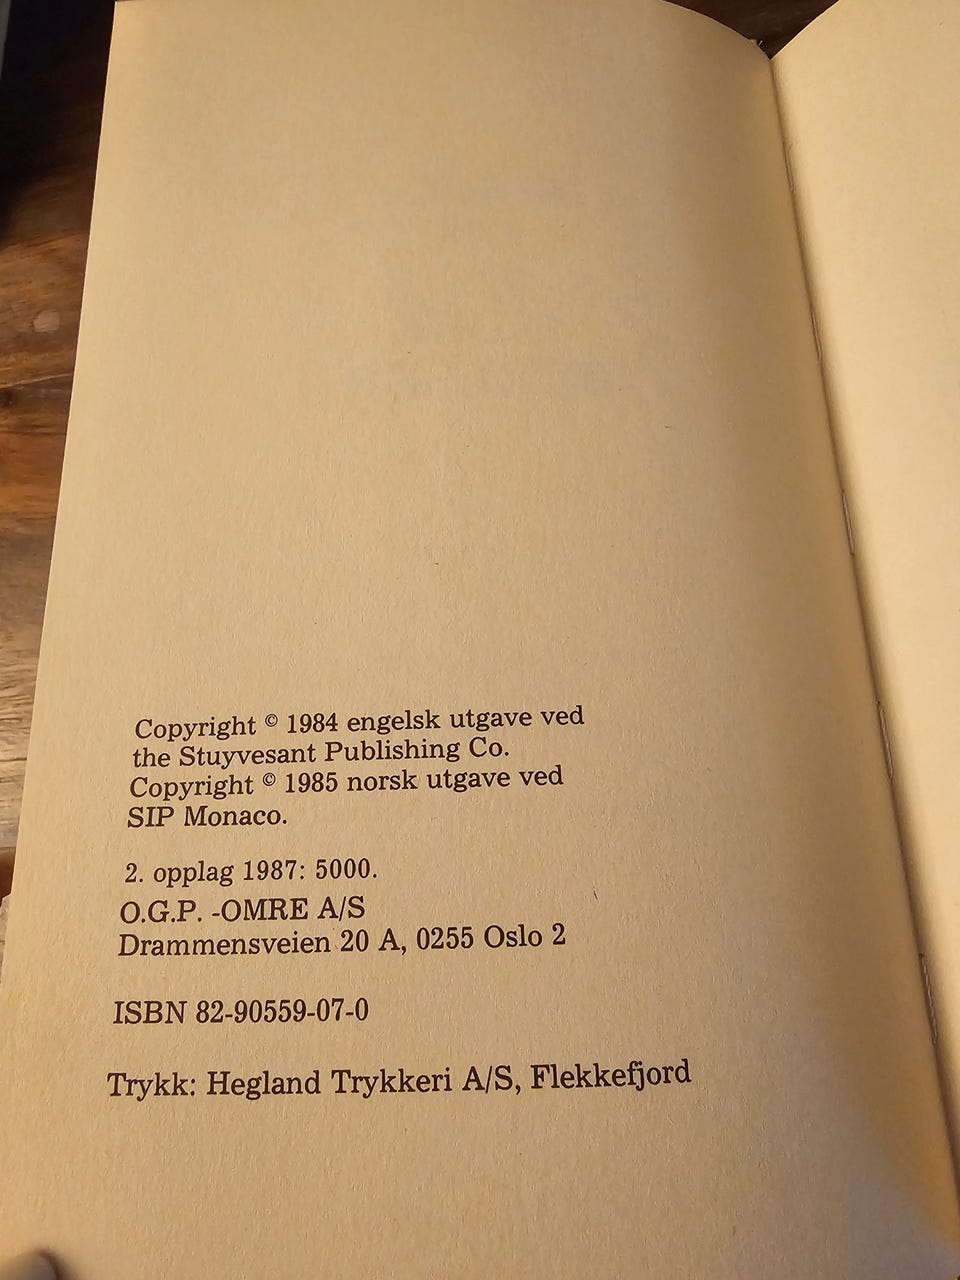 Copyright © 1984 engelsk utgave ved
the Stuyvesant Publishing Co.
Copyright © 1985 norsk utgave ved
SIP Monaco.
2. opplag 1987: 5000.
O.G.P. -OMRE A/S
Drammensveien 20 A, 0255 Oslo 2
ISBN 82-90559-07-0
Trykk: Hegland Trykkeri A/S, Flekkefjord